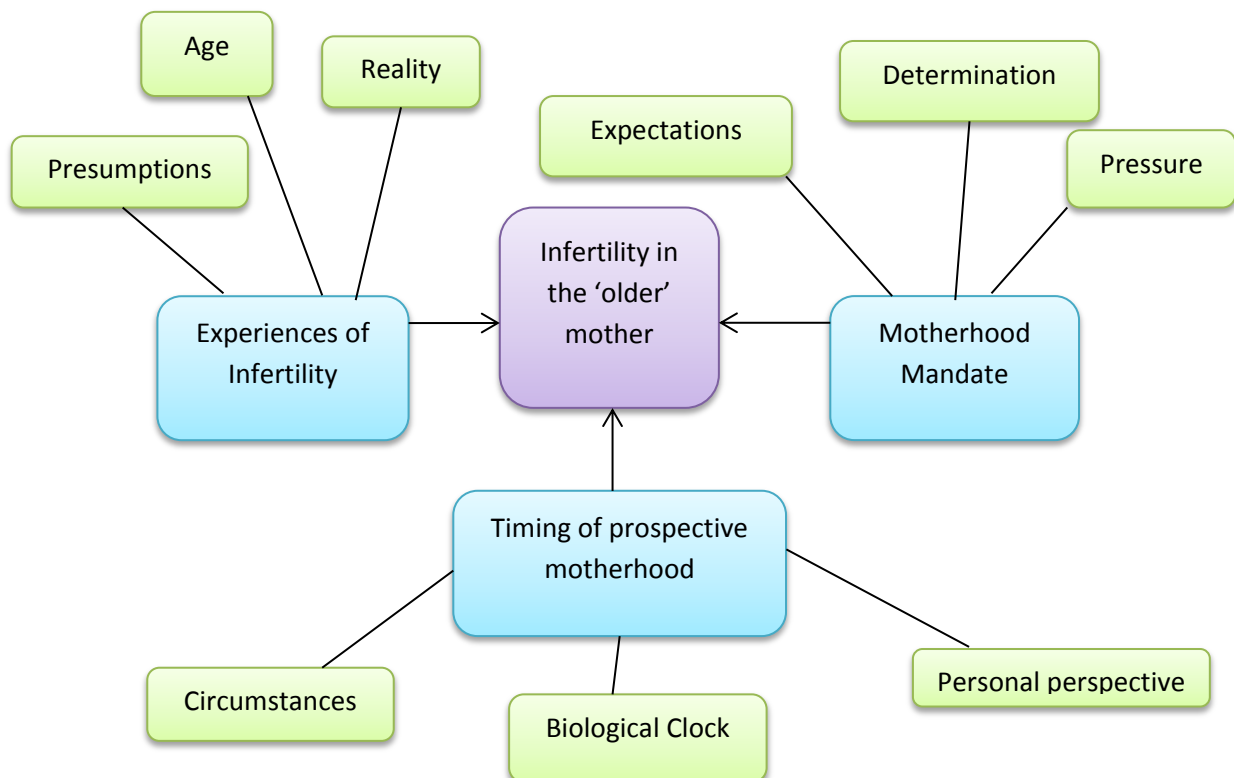 Age
Reality
Presumptions
Determination
Expectations
Pressure
Infertility in
the ‘older’
mother
Experiences of
Infertility
Motherhood
Mandate
Timing of prospective
motherhood
Circumstances
Biological Clock
Personal perspective